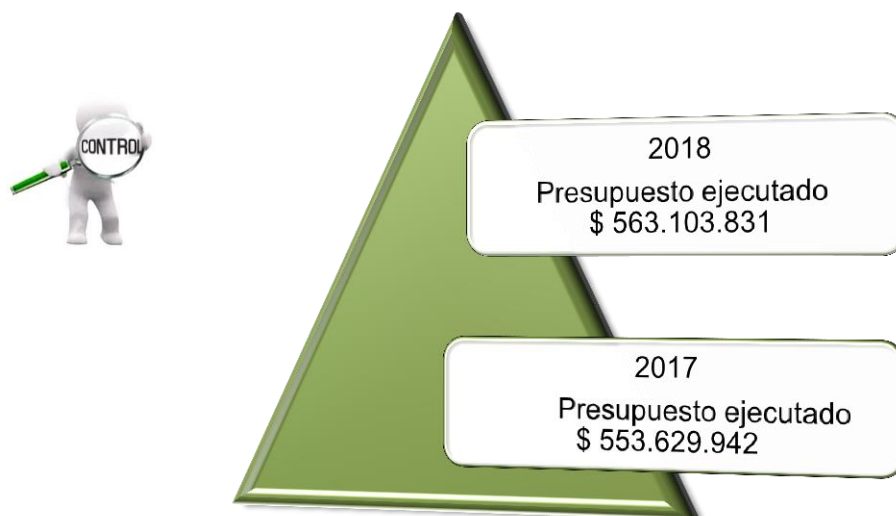 CONTROL
2018
Presupuesto ejecutado
$ 563.103.831
2017
Presupuesto ejecutado
$ 553.629.942